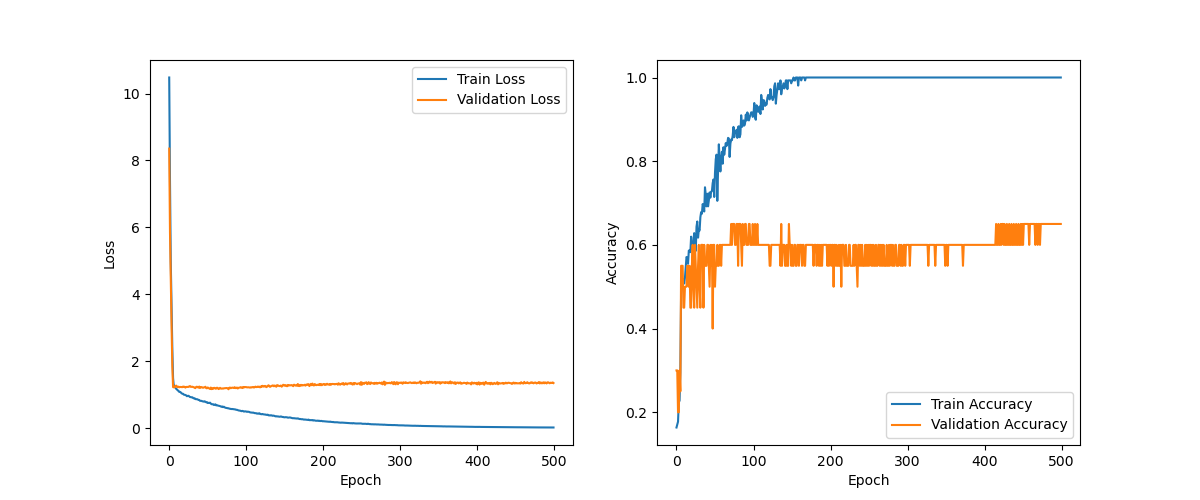 Train Loss
Validation Loss
10
8
6
4
2
0
0 100 200 300 400 500
Epoch
Loss
1.0
0.8
0.6
0.4
0.2
0 100 200 300 400 500
Epoch
Accuracy
Train Accuracy
Validation Accuracy